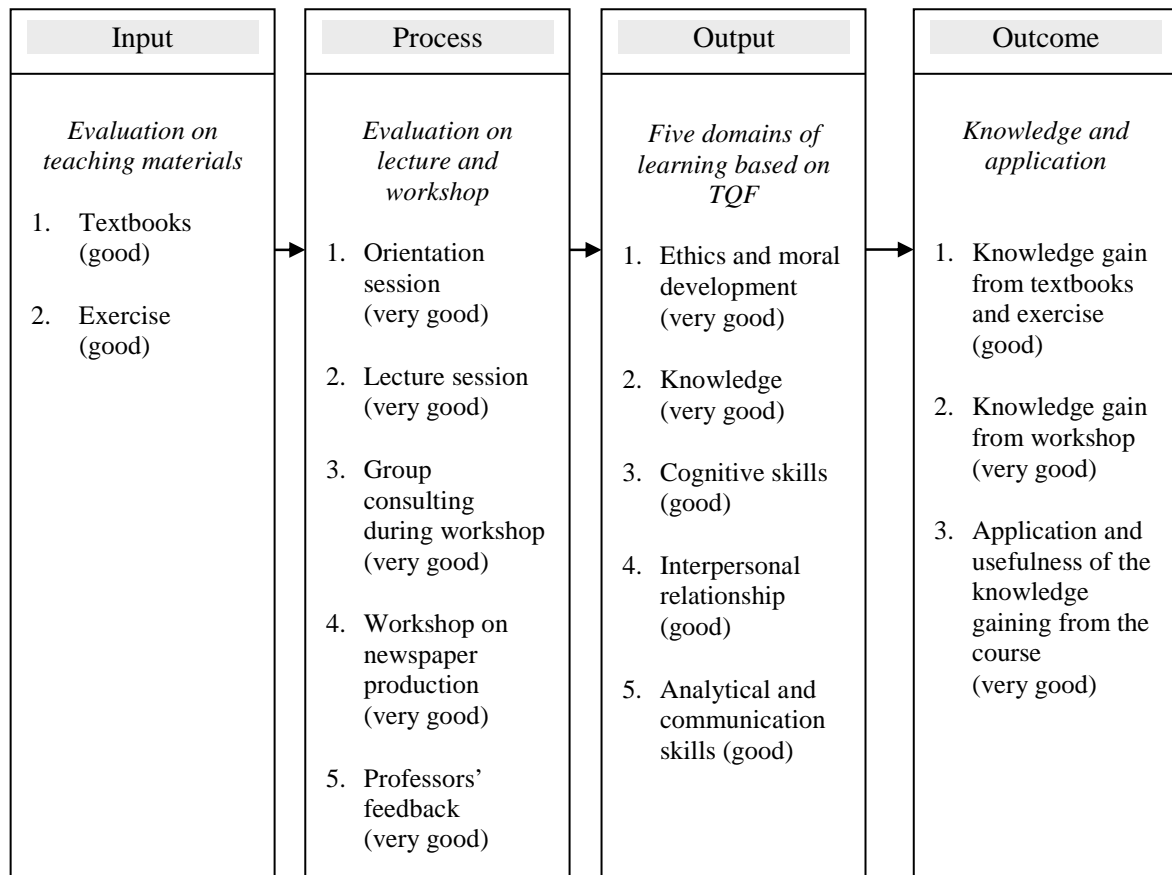 Input
Evaluation on
teaching materials
1. Textbooks
(good)
2. Exercise
(good)
Process
Evaluation on
lecture and
workshop
1. Orientation
session
(very good)
2. Lecture session
(very good)
3. Group
consulting
during workshop
(very good)
4. Workshop on
newspaper
production
(very good)
5. Professors’
feedback
(very good)
Output
Five domains of
learning based on
TQF
1. Ethics and moral
development
(very good)
2. Knowledge
(very good)
3. Cognitive skills
(good)
4. Interpersonal
relationship
(good)
5. Analytical and
communication
skills (good)
Outcome
Knowledge and
application
1. Knowledge gain
from textbooks
and exercise
(good)
2. Knowledge gain
from workshop
(very good)
3. Application and
usefulness of the
knowledge
gaining from the
course
(very good)